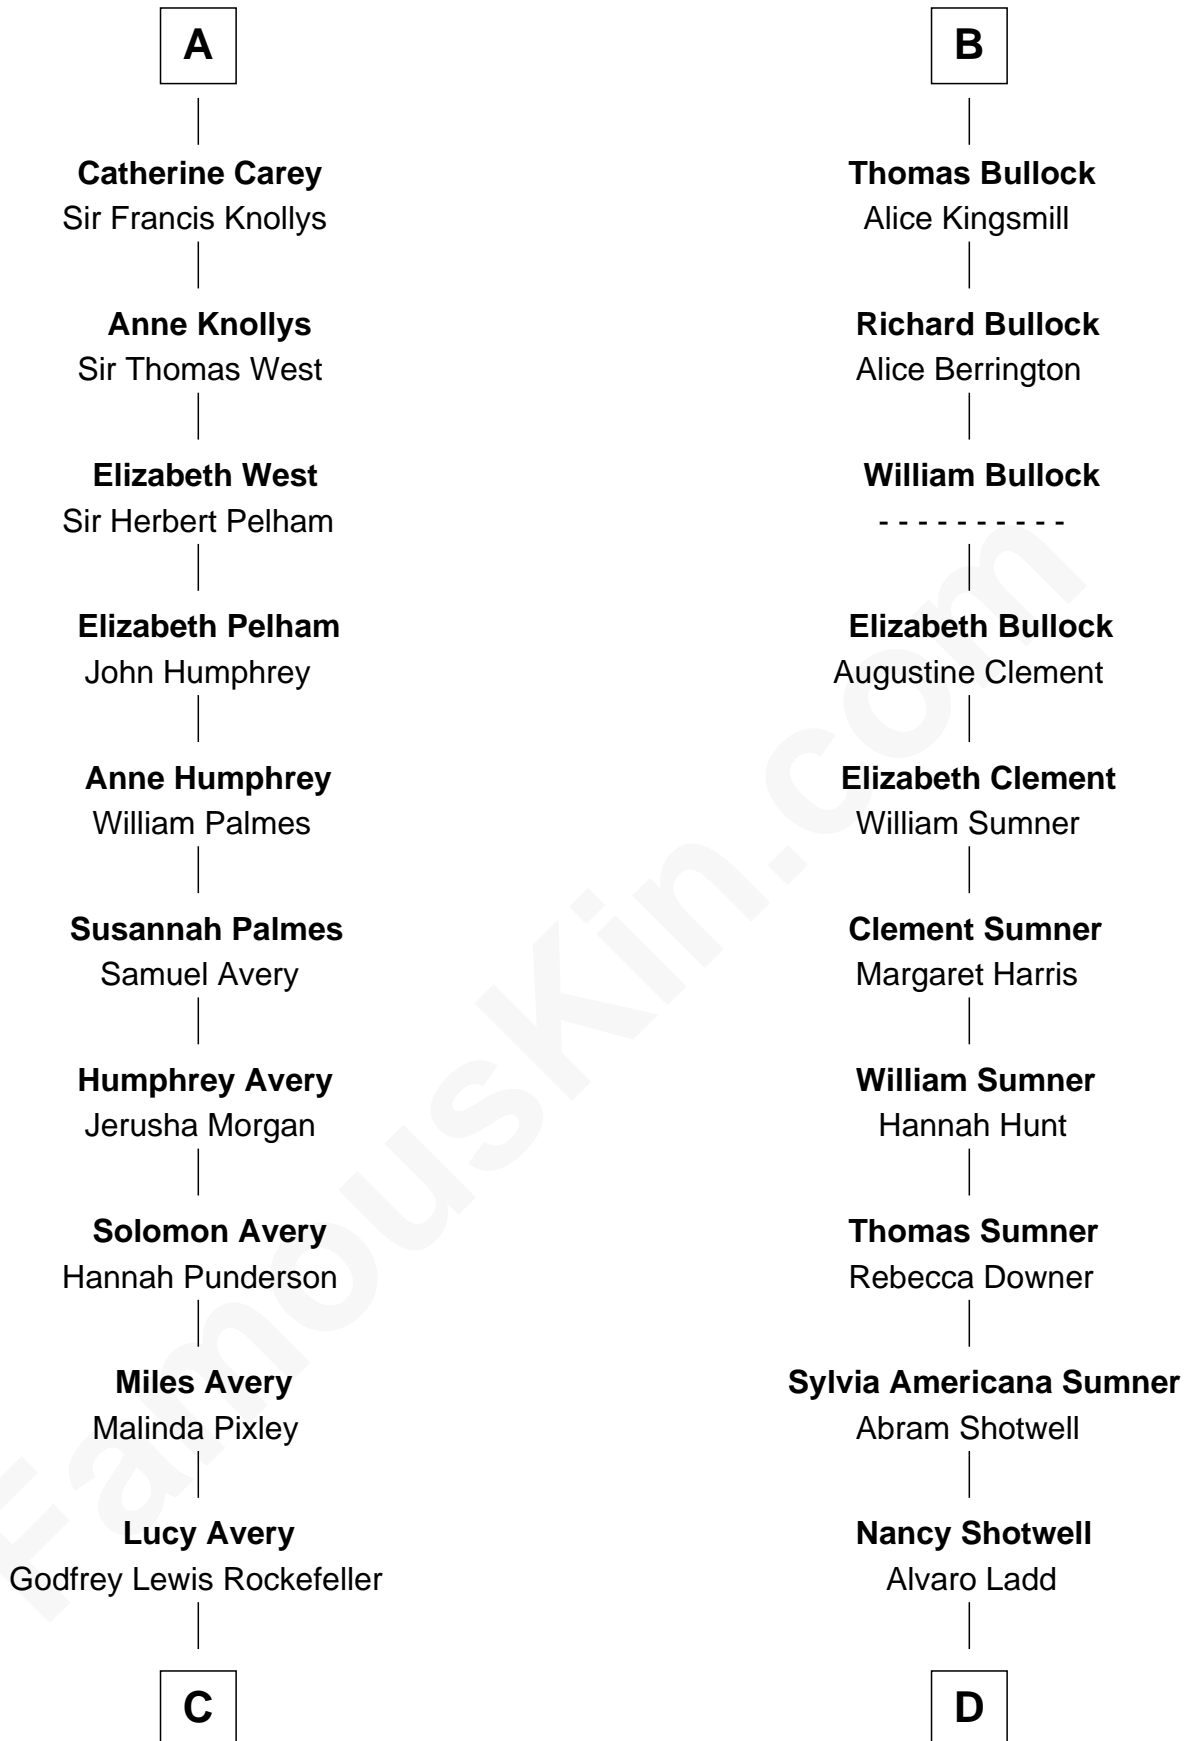 A
Catherine Carey
Sir Francis Knollys
Anne Knollys
Sir Thomas West
Elizabeth West
Sir Herbert Pelham
Elizabeth Pelham
John Humphrey
Anne Humphrey
William Palmes
Susannah Palmes
Samuel Avery
Humphrey Avery
Jerusha Morgan
Solomon Avery
Hannah Punderson
Miles Avery
Malinda Pixley
Lucy Avery
Godfrey Lewis Rockefeller
C
B
Thomas Bullock
Alice Kingsmill
Richard Bullock
Alice Berrington
William Bullock
- - - - - - - - - -
Elizabeth Bullock
Augustine Clement
Elizabeth Clement
William Sumner
Clement Sumner
Margaret Harris
William Sumner
Hannah Hunt
Thomas Sumner
Rebecca Downer
Sylvia Americana Sumner
Abram Shotwell
Nancy Shotwell
Alvaro Ladd
D
FamousKin.com